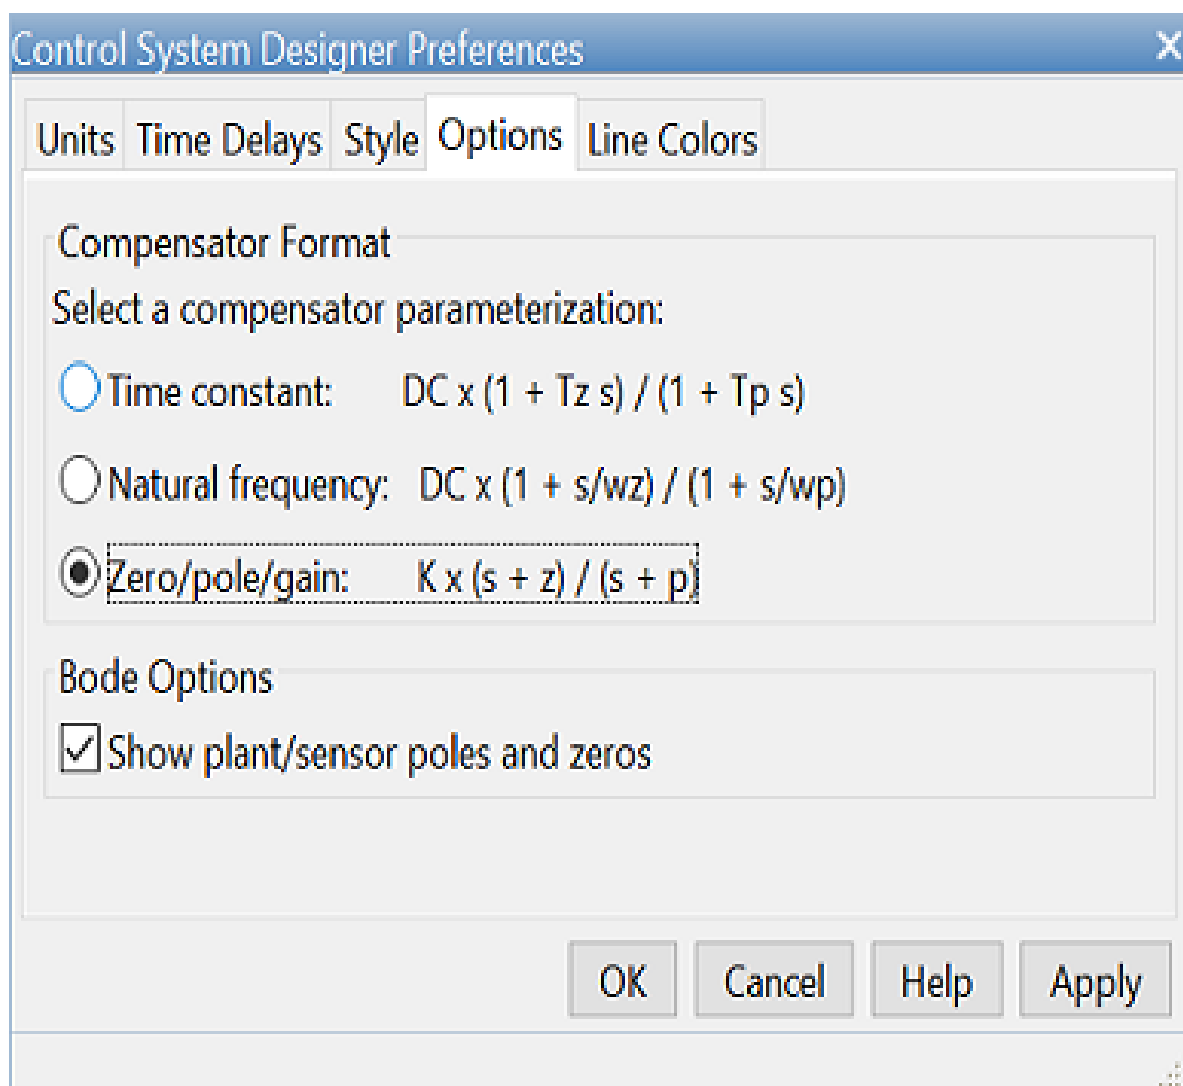 Control System Designer Preferences
Units Time Delays Style Options Line Colors
Compensator Format
Select a compensator parameterization:
Time constant: DC x (1 + Tz s) / (1 + Tp s)
Natural frequency: DC x (1 + s/wz) / (1 + s/wp)
Zero/pole/gain: K x (s + z) / (s + p)
Bode Options
Show plant/sensor poles and zeros
OK Cancel Help Apply